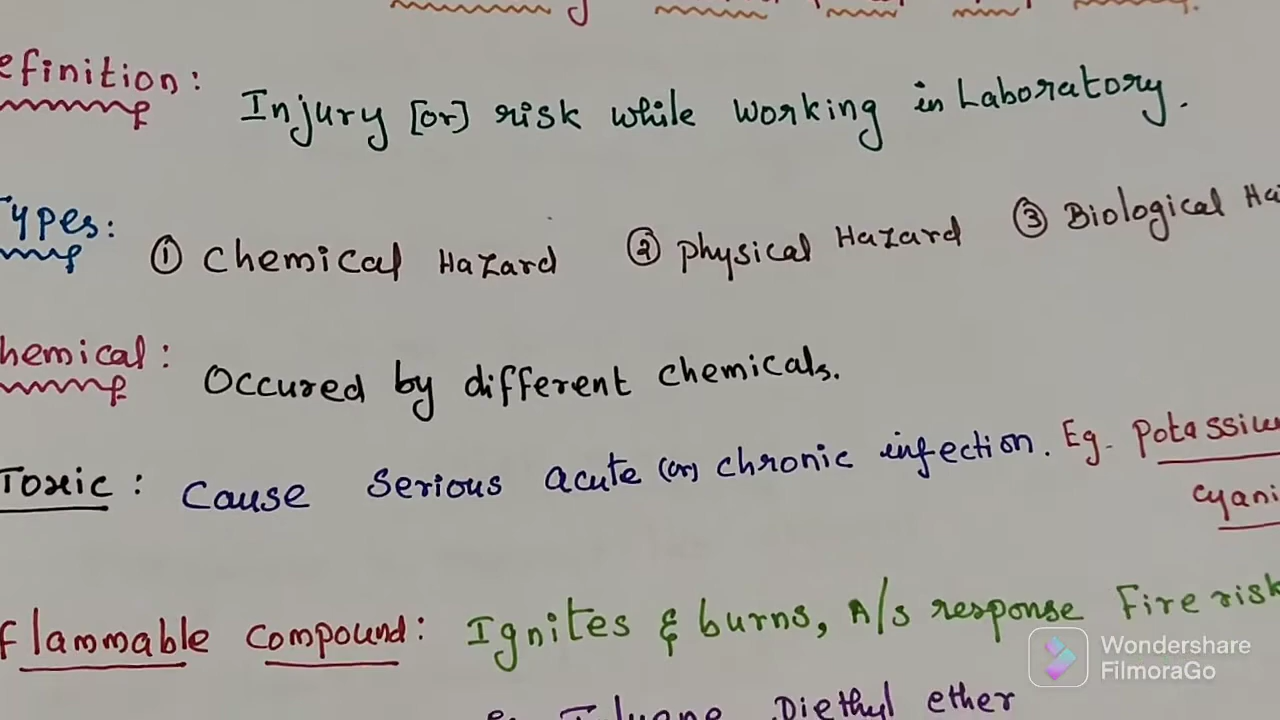 efinition: Injury [or] risk while working in Laboratory.
Types: ① chemical Hazard ② physical Hazard ③ Biological Ha
hemical: Occured by different chemicals.
Toxic: Cause Serious acute (or) chronic infection. Eg. Potassium
cyani
flammable compound: Ignites & burns, A/s response Fire risk
Toluene Diethyl ether
Wondershare
FilmoraGo